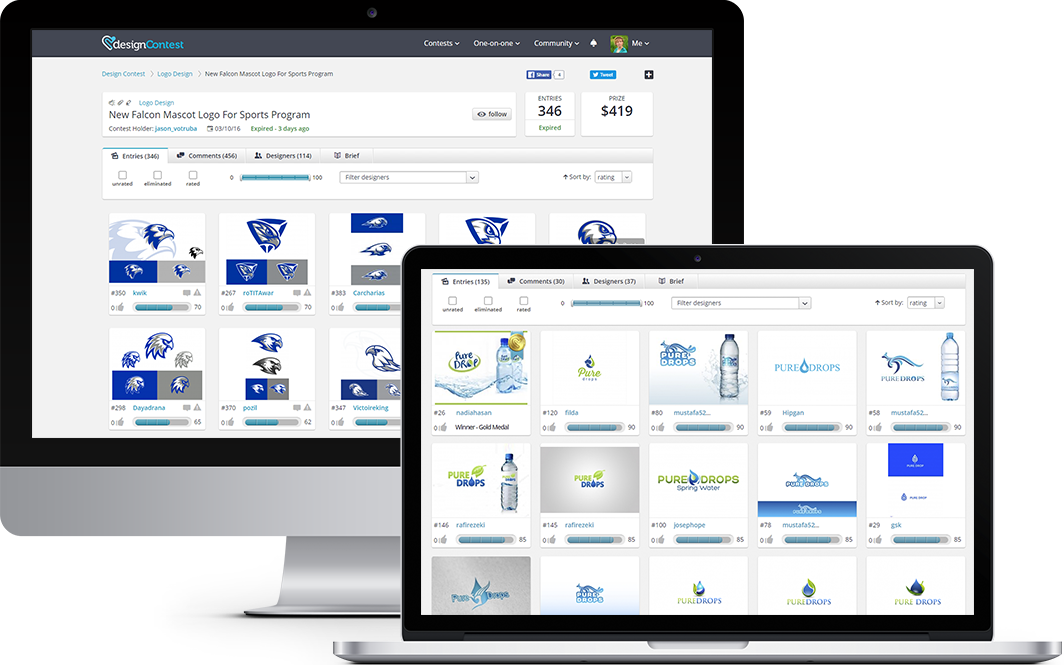 designContest
Contests One-on-one Community Me
Design Contest Logo Design New Falcon Mascot Logo For Sports Program
Share 4 Tweet
Logo Design
New Falcon Mascot Logo For Sports Program
Contest Holder: jason_votruba 03/10/16 Expired - 3 days ago
follow
ENTRIES
346
Expired
PRIZE
$419
Entries (346) Comments (456) Designers (114) Brief
unrated eliminated rated
0 100
Filter designers
Sort by: rating
#350 kwik
0 70
#267 roTITAwar
0 70
#383 Carcharias
0
#298 Dayadrana
0 65
#370 pozil
0 62
#347 Victoireking
0
Entries (135) Comments (30) Designers (37) Brief
unrated eliminated rated
0 100
Filter designers
Sort by: rating
Pure
DROP
#26 nadiahasan
0 Winner - Gold Medal
Pure
drops
#120 filda
0 90
PURE
DROPS
#80 mustafa52...
0 90
PURE DROPS
#59 Hipgan
0 90
PUREDROPS
#58 mustafa52...
0 90
PURE
DROPS
#146 rafirezeki
0 85
PURE
DROPS
#145 rafirezeki
0 85
PURE DROPS
Spring Water
#100 josephope
0 85
PURE DROPS
PURE DROPS
#78 mustafa52...
0 85
PURE DROP
PURE DROP
#29 gsk
0 85
Pure Drops
PURE
DROPS
PUREDROPS
PUREDROPS
PURE DROPS